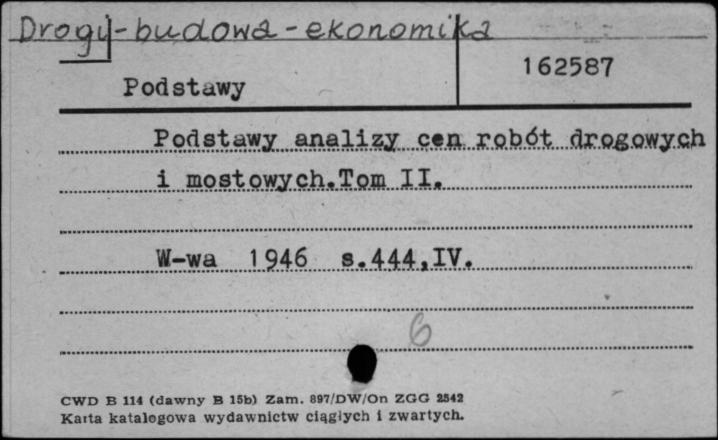 Drogi-budowa-ekonomika
162587
Podstawy
Podstawy analizy cen robót drogowych
i mostowych.Tom II.
W-wa 1946 s.444,IV.
6
CWD B 114 (dawny B 15b) Zam. 897/DW/On ZGG 2542
Karta katalogowa wydawnictw ciągłych i zwartych.